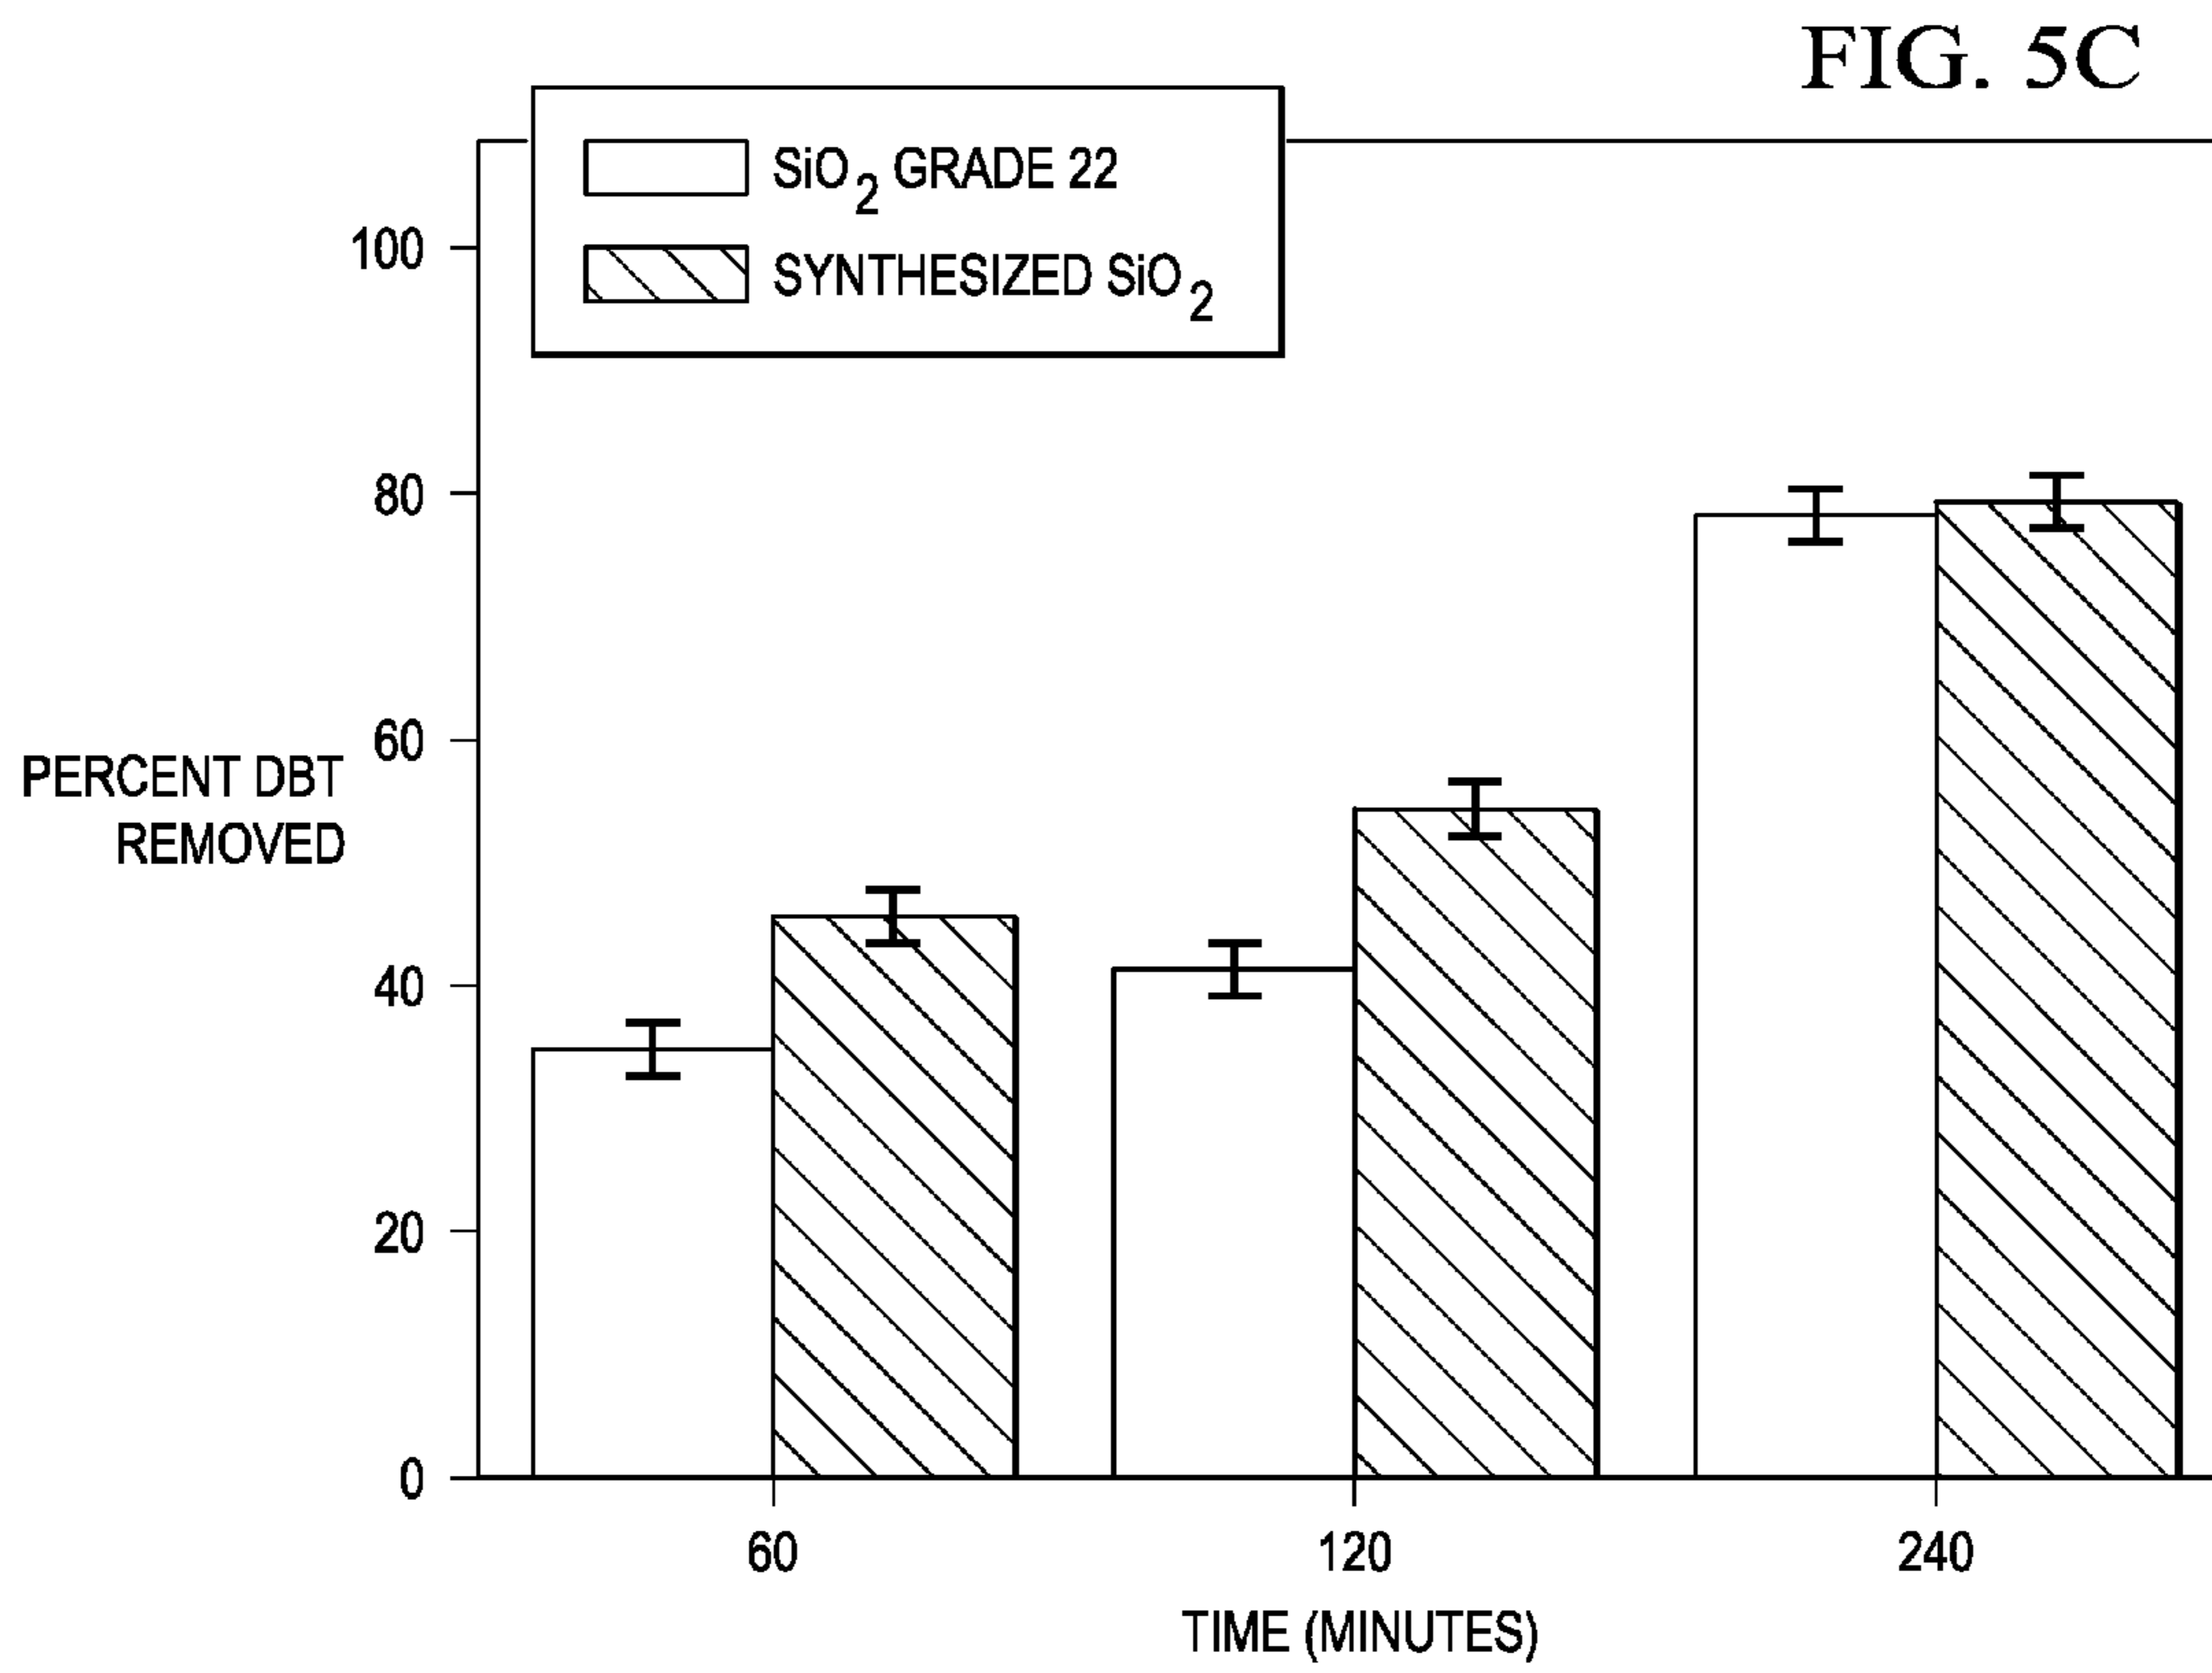 FIG. 5C
SiO2 GRADE 22
SYNTHESIZED SiO2
100
80
60
40
20
0
PERCENT DBT
REMOVED
60
120
240
TIME (MINUTES)